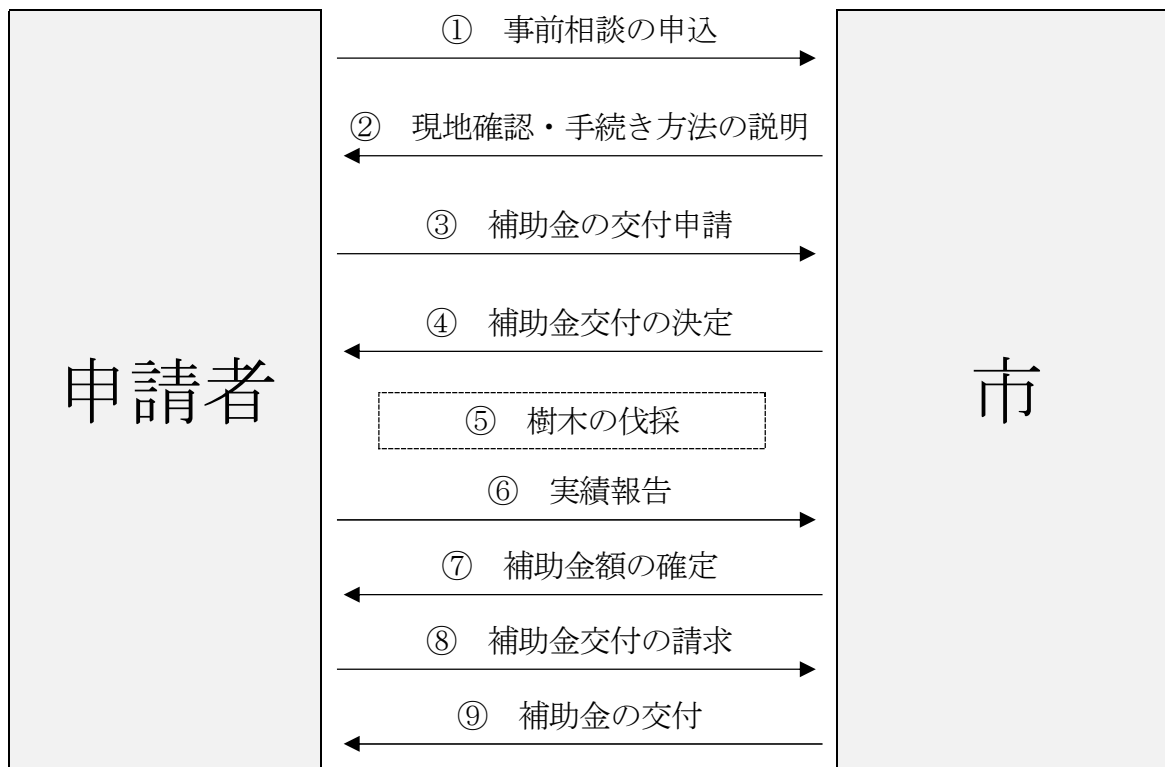 ① 事前相談の申込
② 現地確認・手続き方法の説明
③ 補助金の交付申請
④ 補助金交付の決定
申請者
市
⑤ 樹木の伐採
⑥ 実績報告
⑦ 補助金額の確定
⑧ 補助金交付の請求
⑨ 補助金の交付